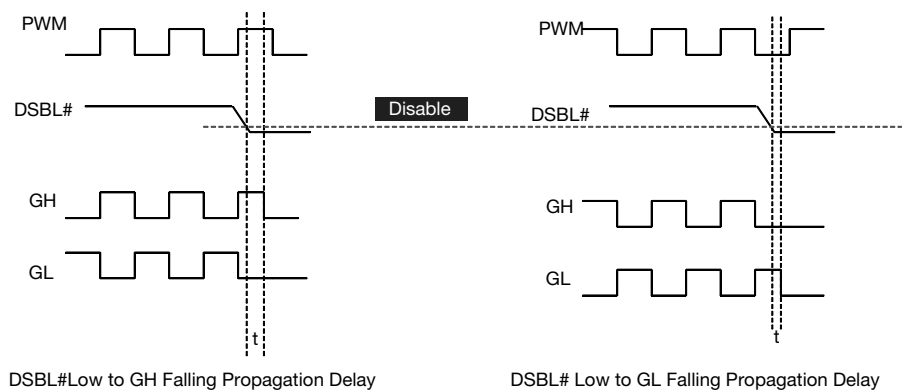 PWM
DSBL#
GH
GL
t
DSBL#Low to GH Falling Propagation Delay
Disable
PWM
DSBL#
GH
GL
t
DSBL# Low to GL Falling Propagation Delay